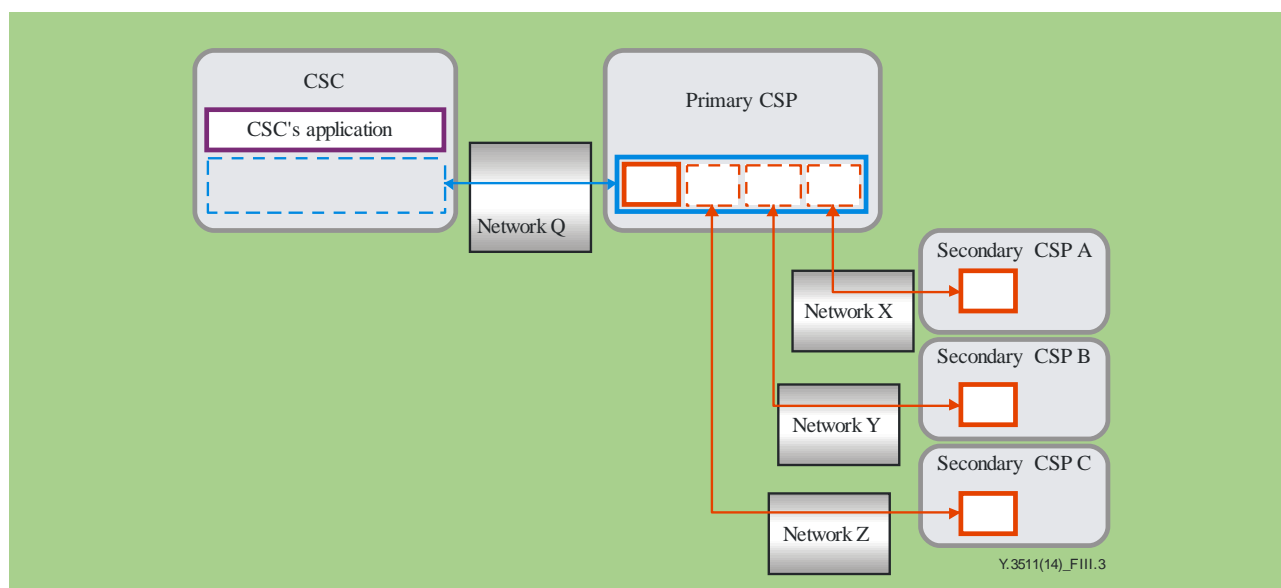 CSC
CSC's application
Primary CSP
Network Q
Secondary CSP A
Network X
Secondary CSP B
Network Y
Secondary CSP C
Network Z
Y.3511(14)_FIII.3